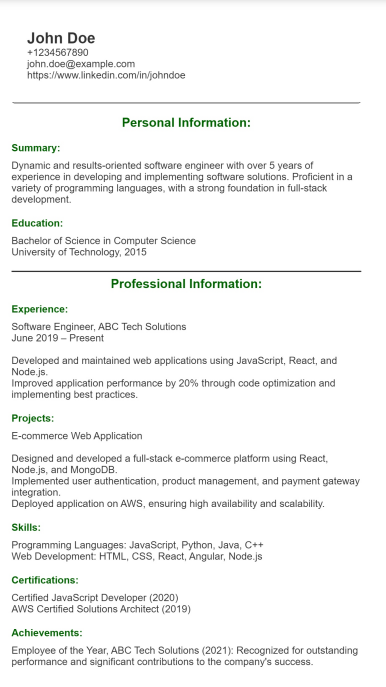 John Doe
+1234567890
john.doe@example.com
https://www.linkedin.com/in/johndoe
Personal Information:
Summary:
Dynamic and results-oriented software engineer with over 5 years of
experience in developing and implementing software solutions. Proficient in a
variety of programming languages, with a strong foundation in full-stack
development.
Education:
Bachelor of Science in Computer Science
University of Technology, 2015
Professional Information:
Experience:
Software Engineer, ABC Tech Solutions
June 2019 – Present
Developed and maintained web applications using JavaScript, React, and
Node.js.
Improved application performance by 20% through code optimization and
implementing best practices.
Projects:
E-commerce Web Application
Designed and developed a full-stack e-commerce platform using React,
Node.js, and MongoDB.
Implemented user authentication, product management, and payment gateway
integration.
Deployed application on AWS, ensuring high availability and scalability.
Skills:
Programming Languages: JavaScript, Python, Java, C++
Web Development: HTML, CSS, React, Angular, Node.js
Certifications:
Certified JavaScript Developer (2020)
AWS Certified Solutions Architect (2019)
Achievements:
Employee of the Year, ABC Tech Solutions (2021): Recognized for outstanding
performance and significant contributions to the company's success.